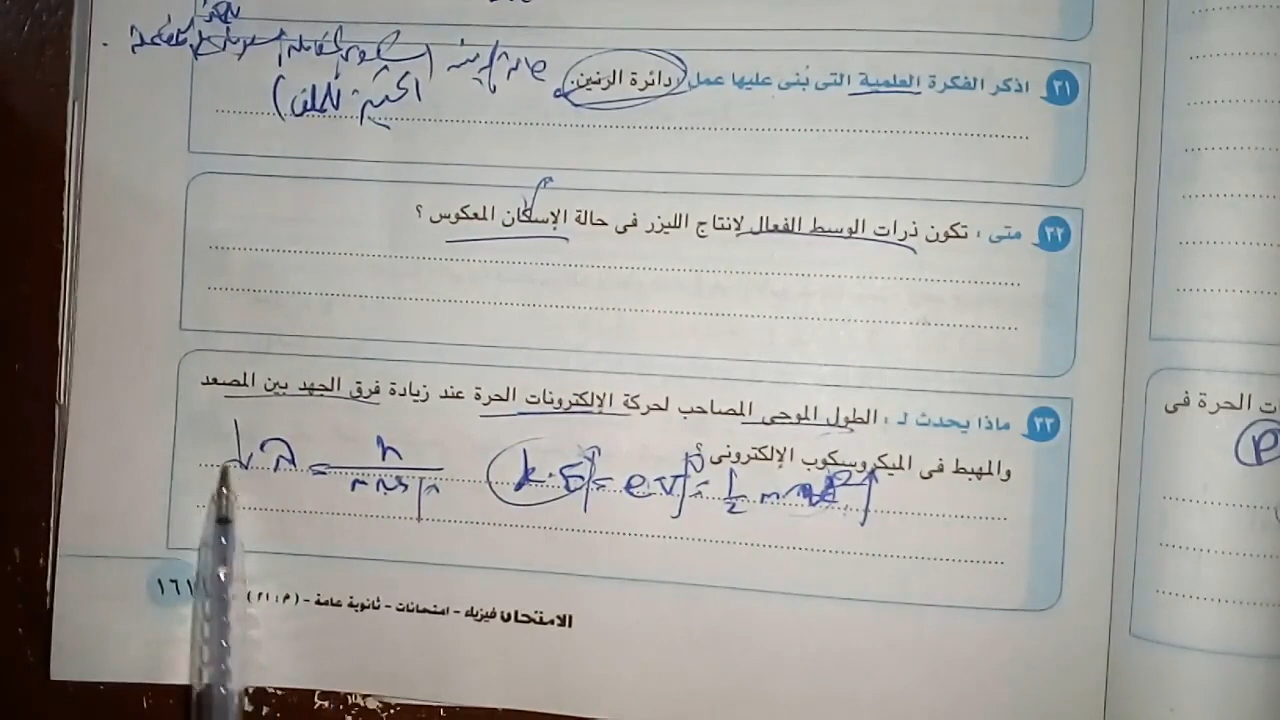 ٣١ اذكر الفكرة العلمية التى بُنى عليها عمل دائرة الرنين.
٣٢ متى : تكون ذرات الوسط الفعال لإنتاج الليزر فى حالة الإسكان المعكوس ؟
٣٣ ماذا يحدث لـ : الطول الموجى المصاحب لحركة الإلكترونات الحرة عند زيادة فرق الجهد بين المصعد
والمهبط فى الميكروسكوب الإلكترونى ؟
↓ λ = h
K.E = eV = 1/2 m v²
الامتحان فيزياء - امتحانات - ثانوية عامة - (م : ٢١) ١٦١
ت الحرة فى